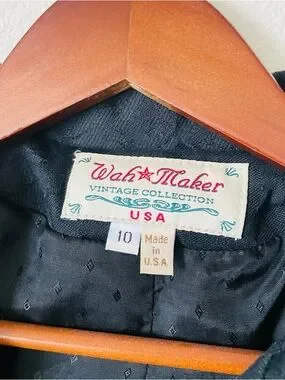 Wah★Maker
VINTAGE COLLECTION
USA
10
Made
in
U.S.A.